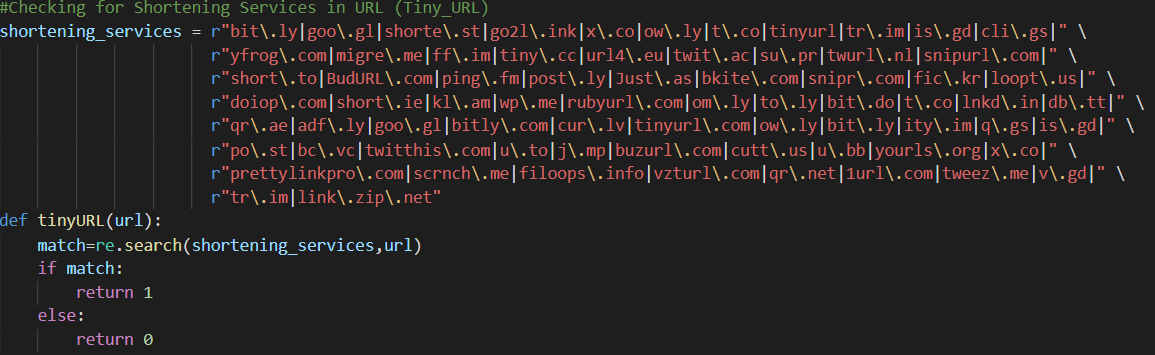 #Checking for Shortening Services in URL (Tiny_URL)
shortening_services = r"bit\.ly|goo\.gl|shorte\.st|go2l\.ink|x\.co|ow\.ly|t\.co|tinyurl|tr\.im|is\.gd|cli\.gs|" \
                      r"yfrog\.com|migre\.me|ff\.im|tiny\.cc|url4\.eu|twit\.ac|su\.pr|twurl\.nl|snipurl\.com|" \
                      r"short\.to|BudURL\.com|ping\.fm|post\.ly|Just\.as|bkite\.com|snipr\.com|fic\.kr|loopt\.us|" \
                      r"doiop\.com|short\.ie|kl\.am|wp\.me|rubyurl\.com|om\.ly|to\.ly|bit\.do|t\.co|lnkd\.in|db\.tt|" \
                      r"qr\.ae|adf\.ly|goo\.gl|bitly\.com|cur\.lv|tinyurl\.com|ow\.ly|bit\.ly|ity\.im|q\.gs|is\.gd|" \
                      r"po\.st|bc\.vc|twitthis\.com|u\.to|j\.mp|buzurl\.com|cutt\.us|u\.bb|yourls\.org|x\.co|" \
                      r"prettylinkpro\.com|scrnch\.me|filoops\.info|vzturl\.com|qr\.net|1url\.com|tweez\.me|v\.gd|" \
                      r"tr\.im|link\.zip\.net"
def tinyURL(url):
    match=re.search(shortening_services,url)
    if match:
        return 1
    else:
        return 0